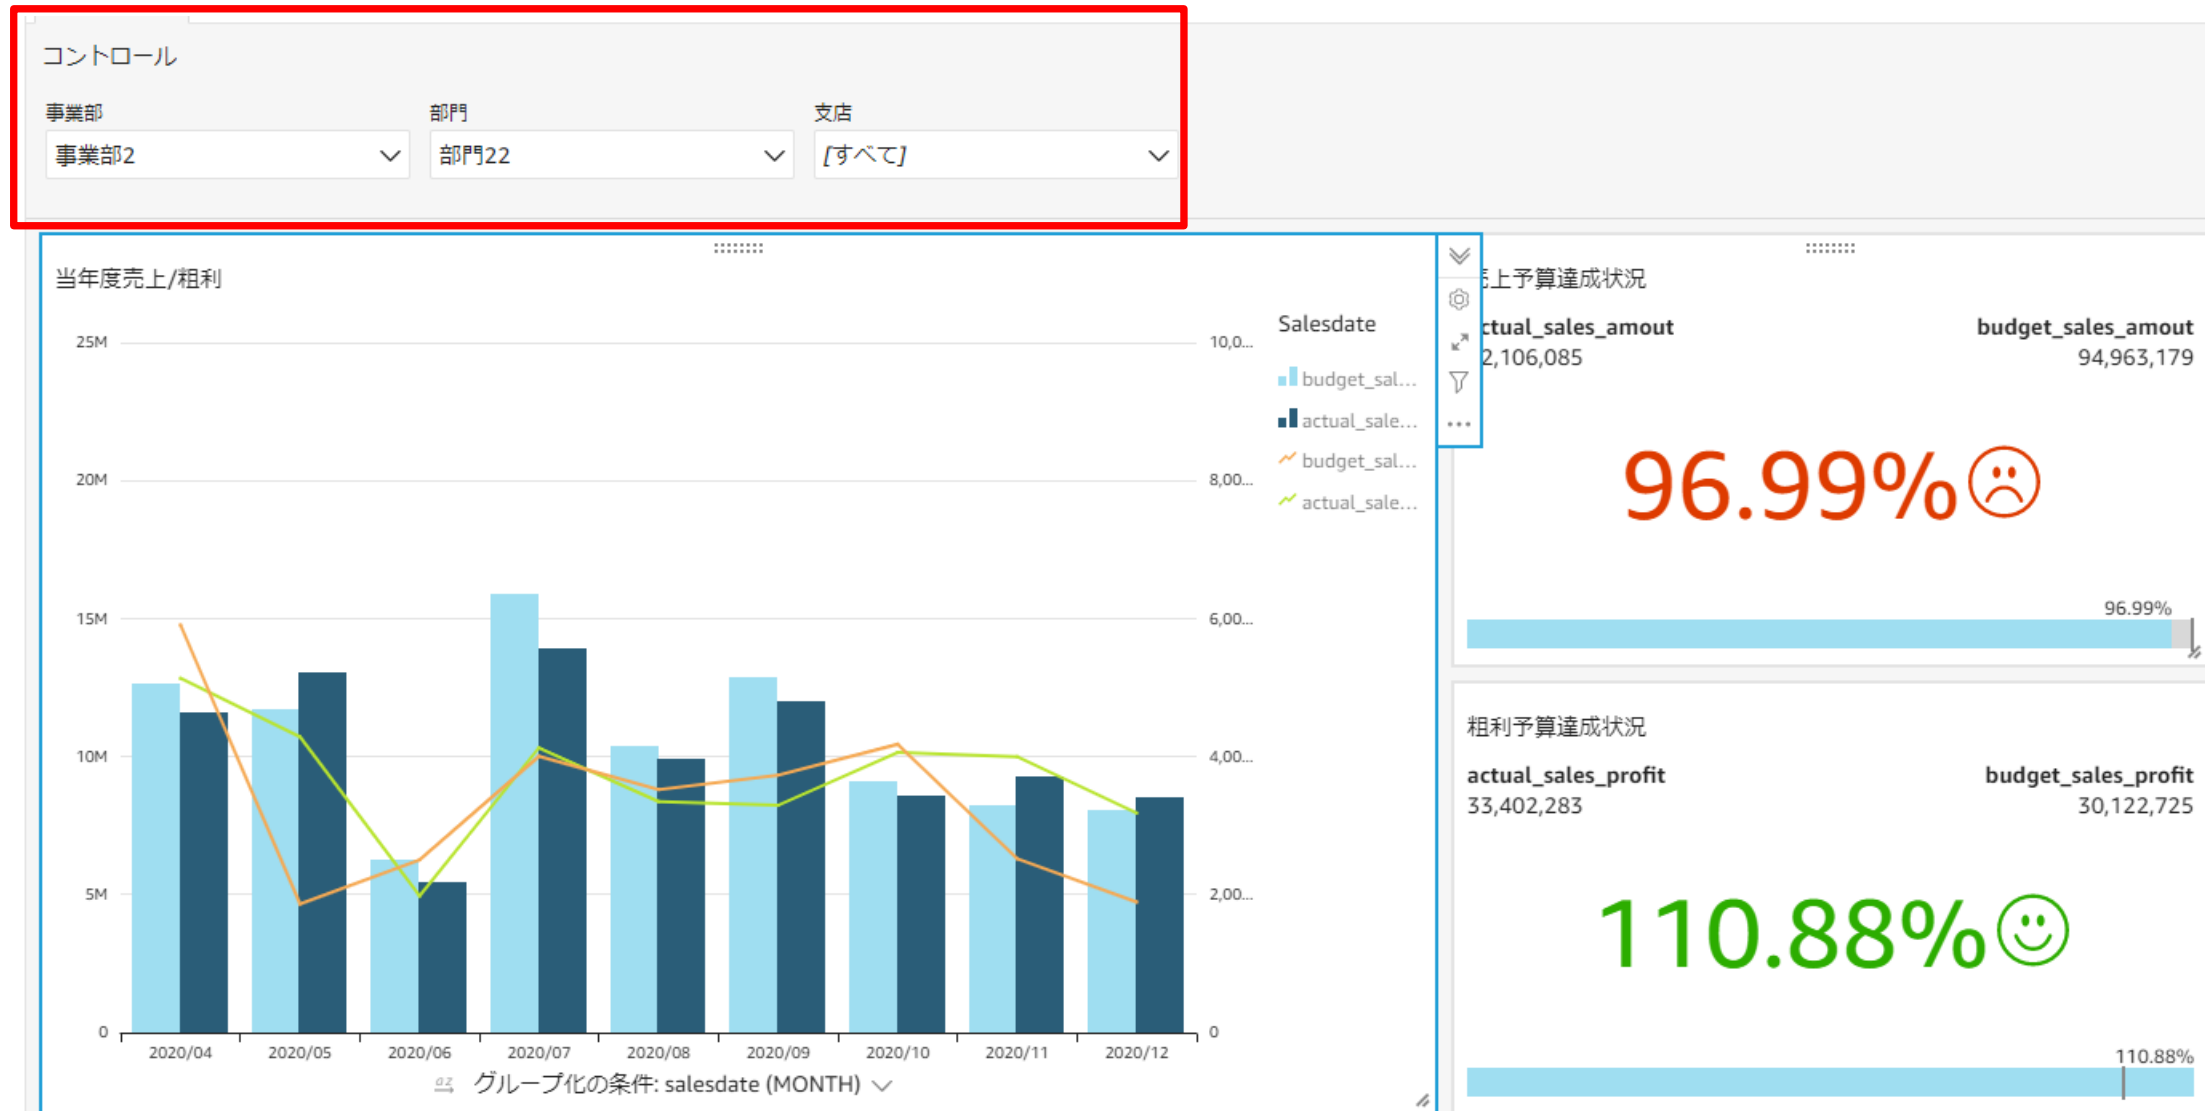 コントロール
事業部
部門
支店
事業部2
部門22
[すべて]
当年度売上/粗利
25M
20M
15M
10M
5M
0
10,0...
8,00...
6,00...
4,00...
2,00...
0
2020/04
2020/05
2020/06
2020/07
2020/08
2020/09
2020/10
2020/11
2020/12
グループ化の条件: salesdate (MONTH)
Salesdate
budget_sal...
actual_sale...
budget_sal...
actual_sale...
上予算達成状況
ctual_sales_amout
budget_sales_amout
2,106,085
94,963,179
96.99%
96.99%
粗利予算達成状況
actual_sales_profit
budget_sales_profit
33,402,283
30,122,725
110.88%
110.88%